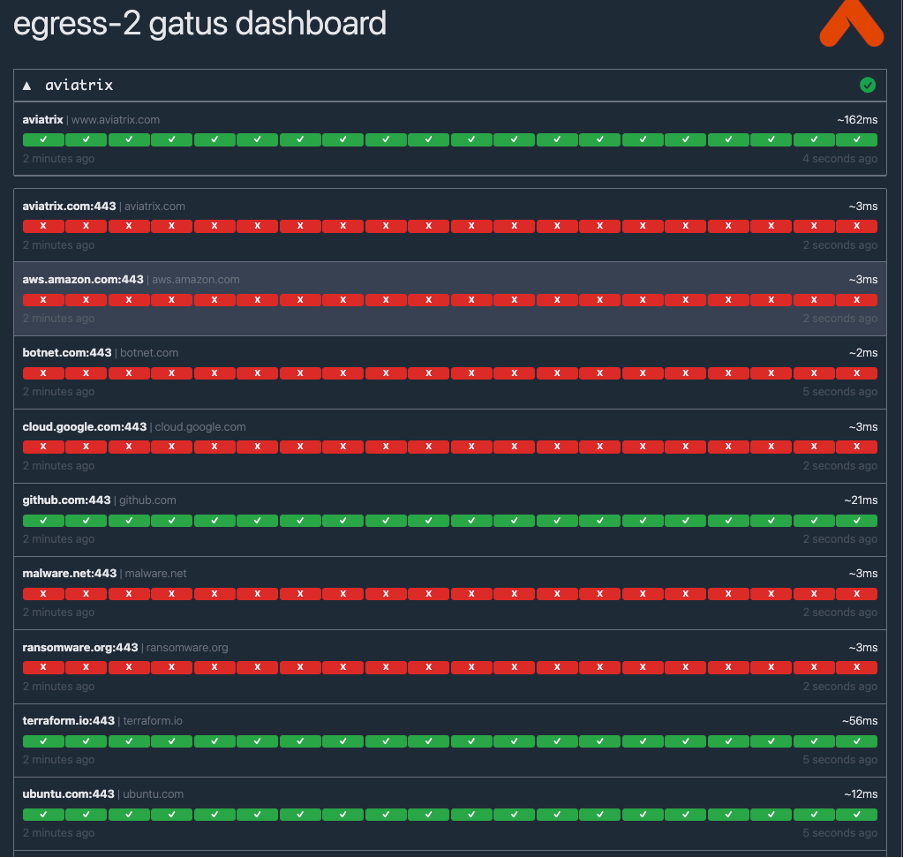 egress-2 gatus dashboard
▲ aviatrix
aviatrix | www.aviatrix.com ~162ms
✓ ✓ ✓ ✓ ✓ ✓ ✓ ✓ ✓ ✓ ✓ ✓ ✓ ✓ ✓ ✓ ✓ ✓ ✓ ✓
2 minutes ago 4 seconds ago
aviatrix.com:443 | aviatrix.com ~3ms
X X X X X X X X X X X X X X X X X X X X
2 minutes ago 2 seconds ago
aws.amazon.com:443 | aws.amazon.com ~3ms
X X X X X X X X X X X X X X X X X X X X
2 minutes ago 2 seconds ago
botnet.com:443 | botnet.com ~2ms
X X X X X X X X X X X X X X X X X X X X
2 minutes ago 5 seconds ago
cloud.google.com:443 | cloud.google.com ~3ms
X X X X X X X X X X X X X X X X X X X X
2 minutes ago 2 seconds ago
github.com:443 | github.com ~21ms
✓ ✓ ✓ ✓ ✓ ✓ ✓ ✓ ✓ ✓ ✓ ✓ ✓ ✓ ✓ ✓ ✓ ✓ ✓ ✓
2 minutes ago 2 seconds ago
malware.net:443 | malware.net ~3ms
X X X X X X X X X X X X X X X X X X X X
2 minutes ago 2 seconds ago
ransomware.org:443 | ransomware.org ~3ms
X X X X X X X X X X X X X X X X X X X X
2 minutes ago 2 seconds ago
terraform.io:443 | terraform.io ~56ms
✓ ✓ ✓ ✓ ✓ ✓ ✓ ✓ ✓ ✓ ✓ ✓ ✓ ✓ ✓ ✓ ✓ ✓ ✓ ✓
2 minutes ago 5 seconds ago
ubuntu.com:443 | ubuntu.com ~12ms
✓ ✓ ✓ ✓ ✓ ✓ ✓ ✓ ✓ ✓ ✓ ✓ ✓ ✓ ✓ ✓ ✓ ✓ ✓ ✓
2 minutes ago 5 seconds ago